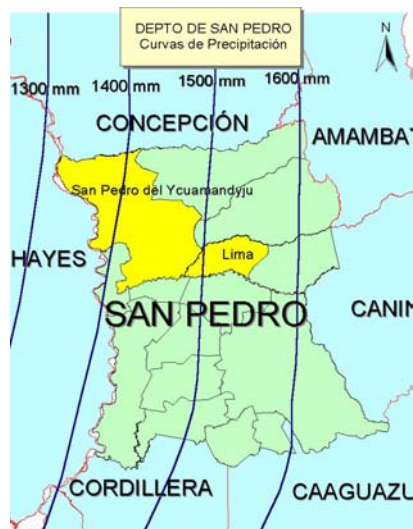 DEPTO DE SAN PEDRO
Curvas de Precipitación
N
1300 mm
1400 mm
1500 mm
1600 mm
CONCEPCIÓN
AMAMBAY
San Pedro del Ycuamandyju
HAYES
Lima
SAN PEDRO
CANIN
CORDILLERA
CAAGUAZU